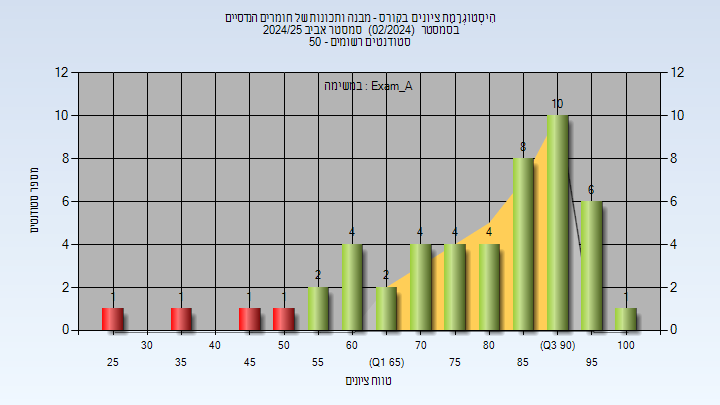 היסטוגרמת ציונים בקורס - מבנה ותכונות של חומרים הנדסיים
בסמסטר (02/2024) סמסטר אביב 2024/25
סטודנטים רשומים - 50
במשימה : Exam_A
12 12
10 10
8 8
6 6
4 4
2 2
0 0
1 1 1 1 2 4 2 4 4 4 8 10 6 1
מספר סטודנטים
30 40 50 60 70 80 (Q3 90) 100
25 35 45 55 (Q1 65) 75 85 95
טווח ציונים